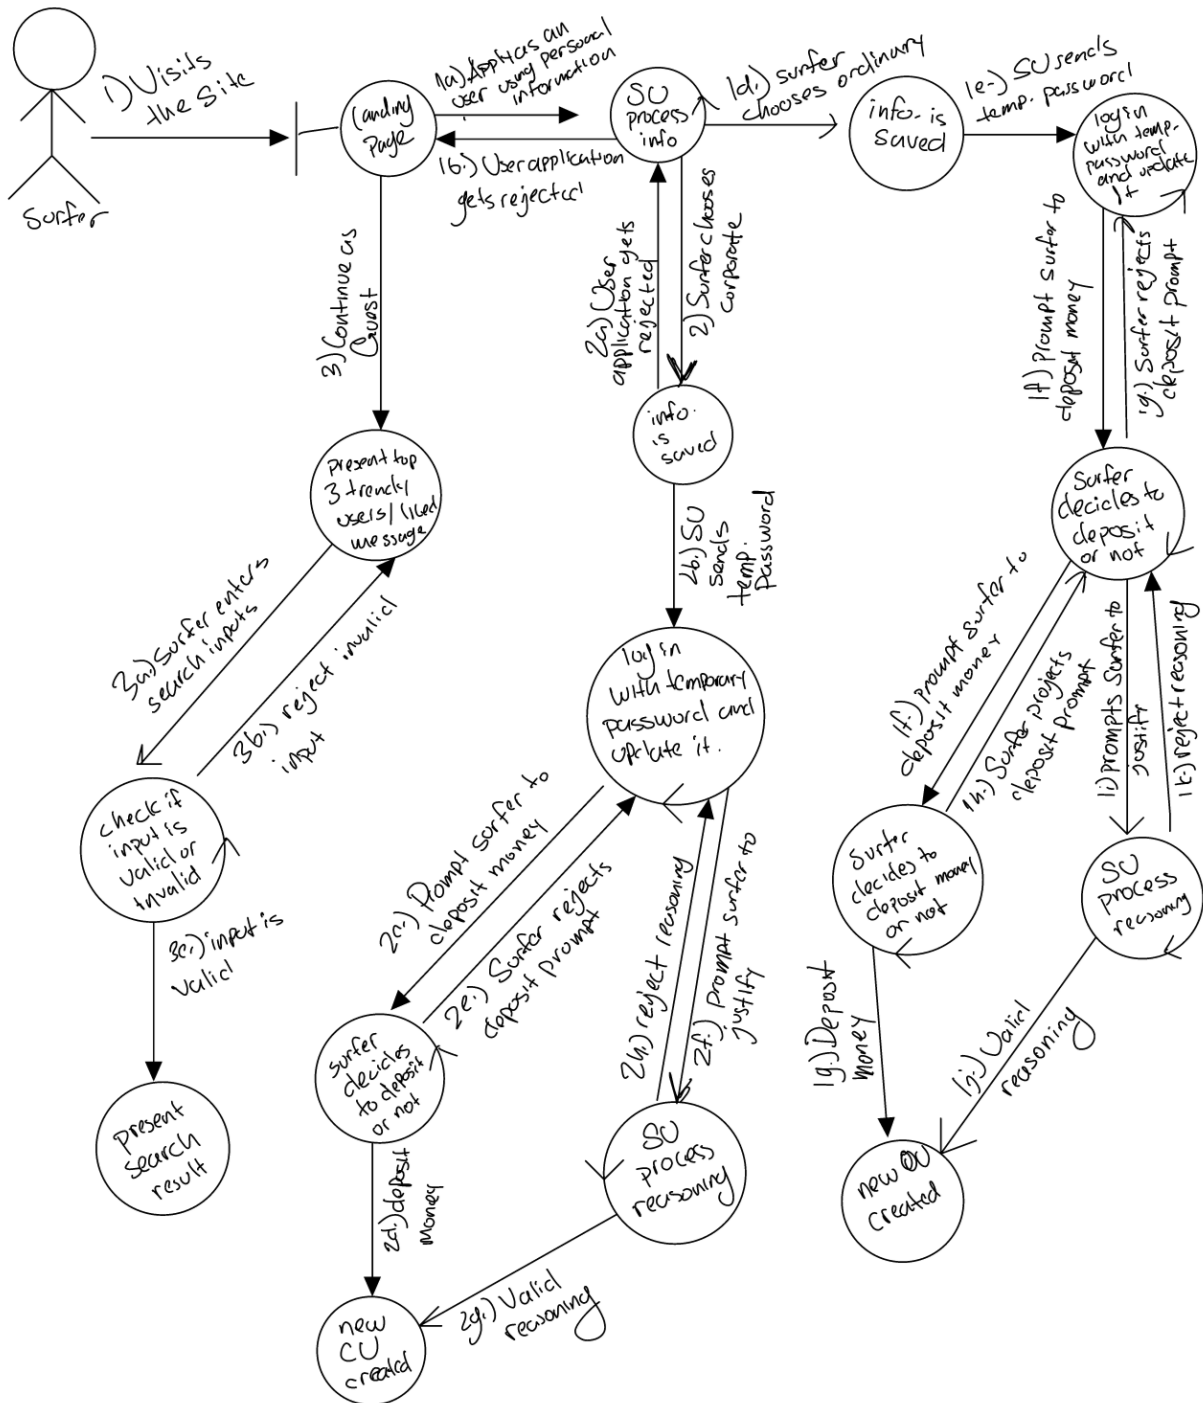 1) Visits
the Site
Surfer
Landing
Page
1a.) Apply as an
user using personal
information
1b.) User application
gets rejected
SU
process
info
1d.) surfer
chooses ordinary
info. is
saved
1e.) SU sends
temp. password
login
with temp.
password
and update
it
3) Continue as
Guest
2a.) User
application gets
rejected
2) Surfer chooses
corporate
1f.) prompt surfer to
deposit money
1g.) Surfer rejects
deposit prompt
info.
is
saved
present top
3 trendy
users/liked
message
2b.) SU
sends
temp.
password
Surfer
decides to
deposit
or not
3a.) Surfer enters
search inputs
3b.) reject invalid
input
login
with temporary
password and
update it.
1f.) prompt surfer to
deposit money
1h.) Surfer projects
deposit prompt
1i.) prompts surfer to
justify
1k.) reject reasoning
check if
input is
valid or
invalid
2c.) Prompt surfer to
deposit money
2e.) Surfer rejects
deposit prompt
2h.) reject reasoning
2f.) prompt surfer to
justify
Surfer
decides to
deposit money
or not
SU
process
reasoning
3c.) input is
valid
1g.) Deposit
money
1j.) Valid
reasoning
surfer
decides
to deposit
or not
present
search
result
SU
process
reasoning
new OU
created
2d.) deposit
money
2g.) Valid
reasoning
new
CU
created